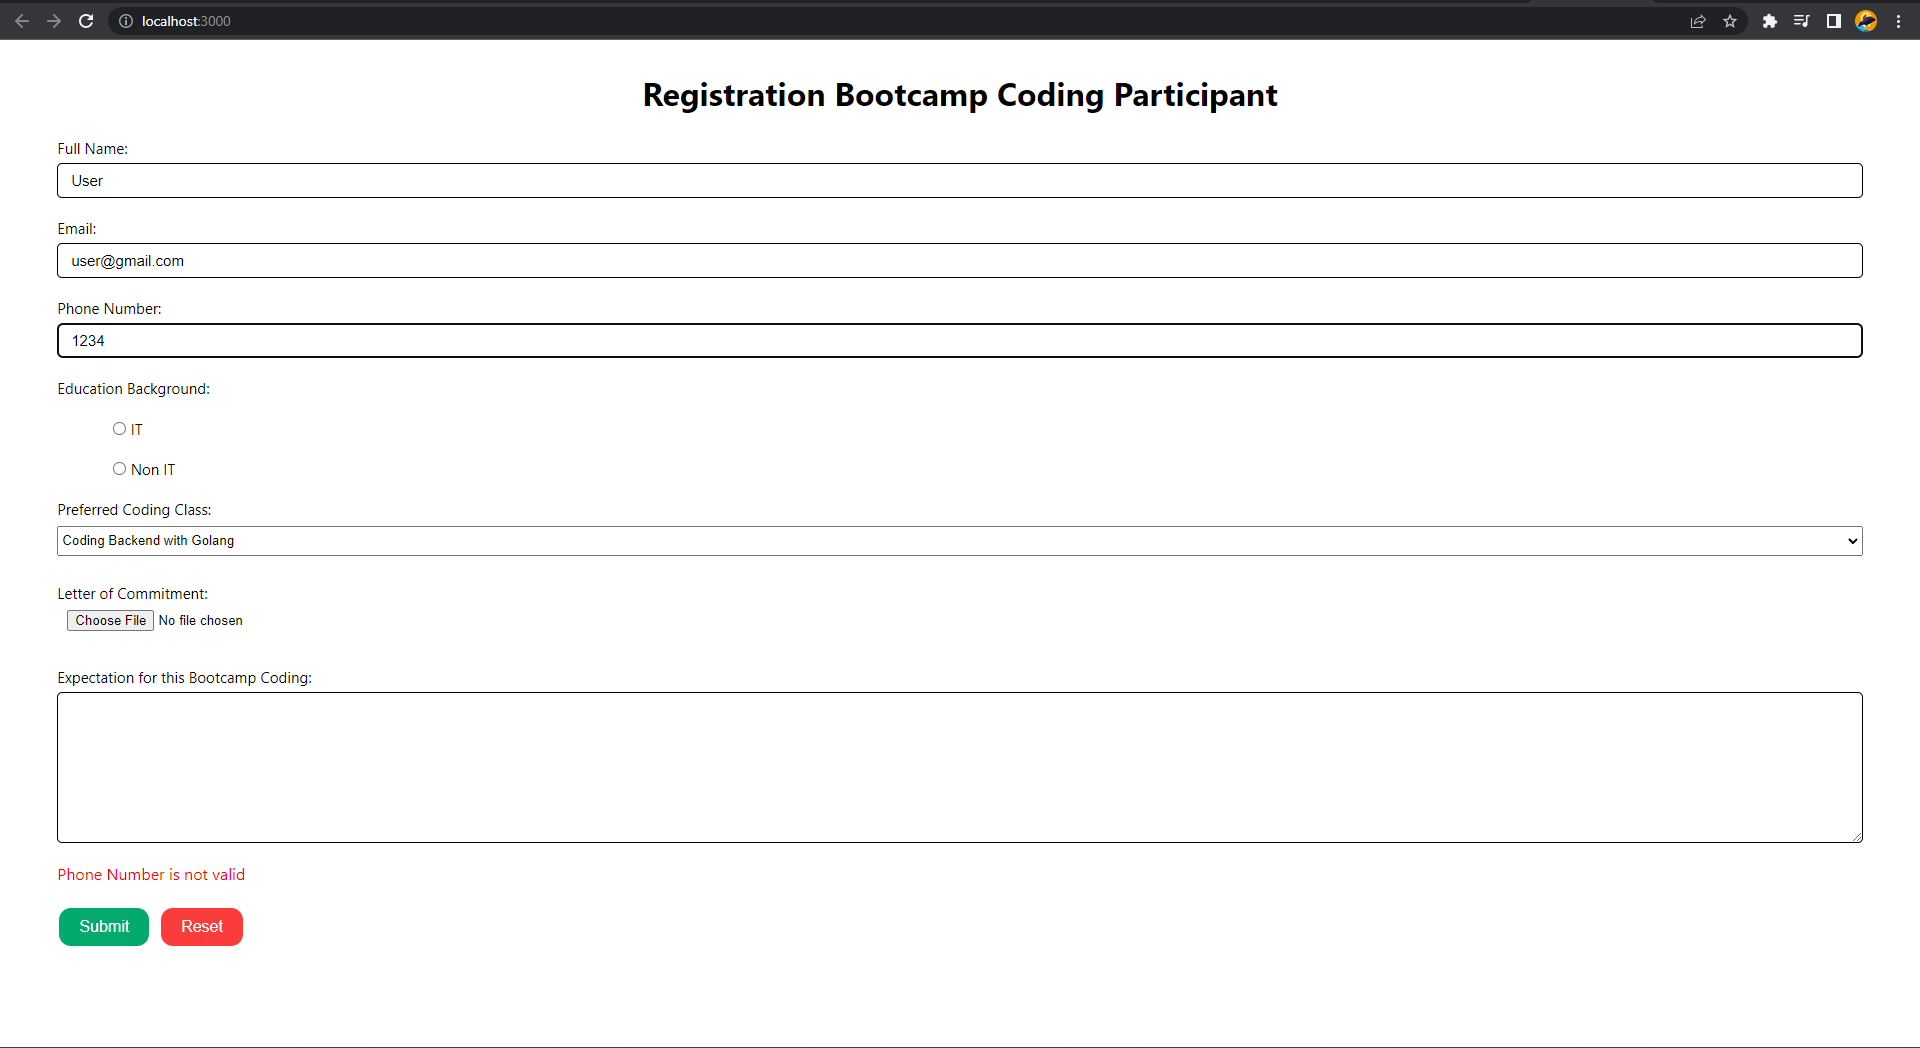 localhost:3000
Registration Bootcamp Coding Participant
Full Name:
User
Email:
user@gmail.com
Phone Number:
1234
Education Background:
IT
Non IT
Preferred Coding Class:
Coding Backend with Golang
Letter of Commitment:
Choose File No file chosen
Expectation for this Bootcamp Coding:
Phone Number is not valid
Submit Reset